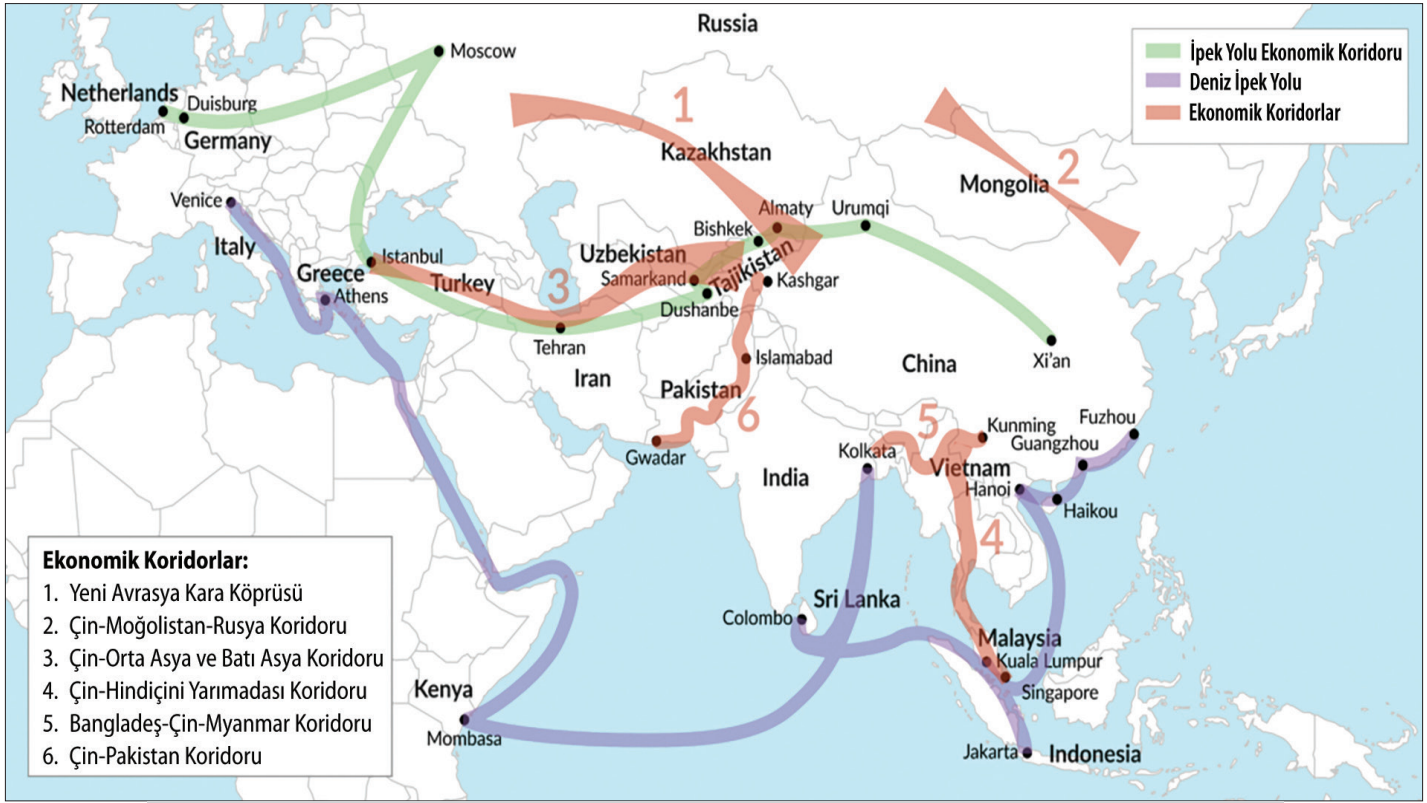 Russia
İpek Yolu Ekonomik Koridoru
Deniz İpek Yolu
Ekonomik Koridorlar
Moscow
Netherlands
Duisburg
Rotterdam
Germany
1
Kazakhstan
2
Mongolia
Venice
Italy
Almaty
Urumqi
Bishkek
Uzbekistan
Istanbul
Greece
Turkey
Athens
3
Samarkand
Tajikistan
Kashgar
Dushanbe
Tehran
Iran
Islamabad
Pakistan
6
China
Xi'an
Gwadar
5
Kunming
Fuzhou
Guangzhou
Kolkata
India
Vietnam
Hanoi
Haikou
4
Colombo
Sri Lanka
Malaysia
Kuala Lumpur
Singapore
Kenya
Mombasa
Jakarta
Indonesia
Ekonomik Koridorlar:
1. Yeni Avrasya Kara Köprüsü
2. Çin-Moğolistan-Rusya Koridoru
3. Çin-Orta Asya ve Batı Asya Koridoru
4. Çin-Hindiçini Yarımadası Koridoru
5. Bangladeş-Çin-Myanmar Koridoru
6. Çin-Pakistan Koridoru